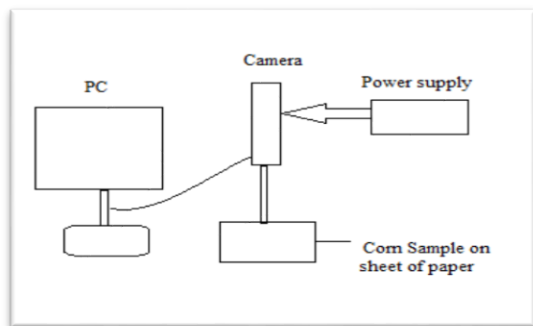 Camera
PC
Power supply
Corn Sample on
sheet of paper